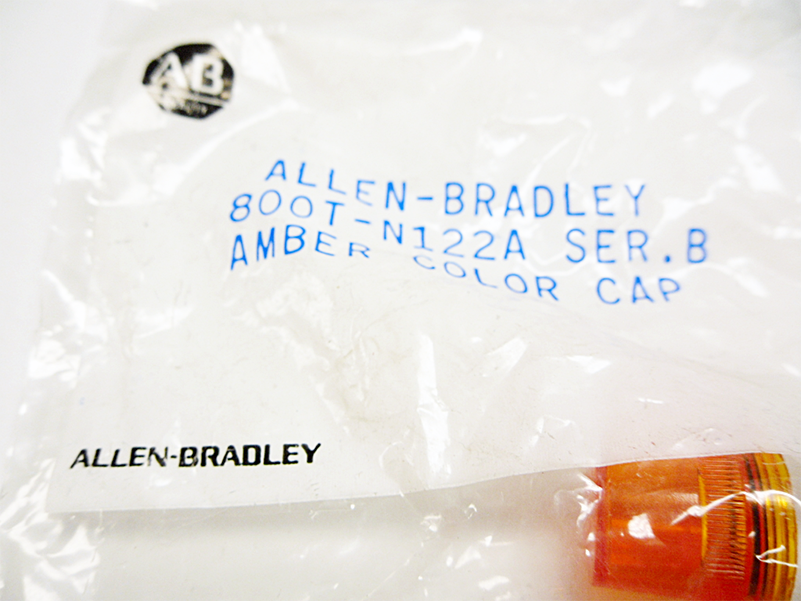 AB
ALLEN-BRADLEY
800T-N122A SER.B
AMBER COLOR CAP
ALLEN-BRADLEY